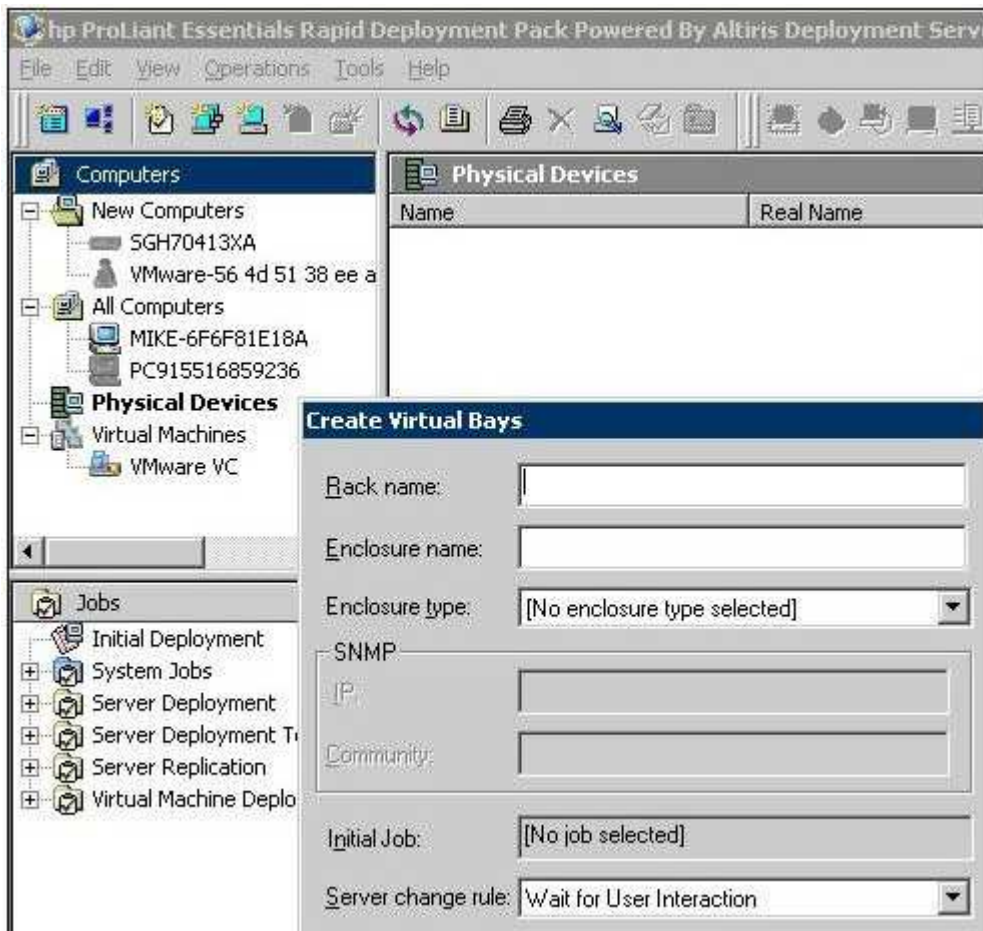 hp ProLiant Essentials Rapid Deployment Pack Powered By Altiris Deployment Serv
File Edit View Operations Tools Help
Computers
New Computers
SGH70413XA
VMware-56 4d 51 38 ee a
All Computers
MIKE-6F6F81E18A
PC915516859236
Physical Devices
Virtual Machines
VMware VC
Physical Devices
Name Real Name
Jobs
Initial Deployment
System Jobs
Server Deployment
Server Deployment T
Server Replication
Virtual Machine Deplo
Create Virtual Bays
Rack name:
Enclosure name:
Enclosure type: [No enclosure type selected]
SNMP
IP:
Community:
Initial Job: [No job selected]
Server change rule: Wait for User Interaction